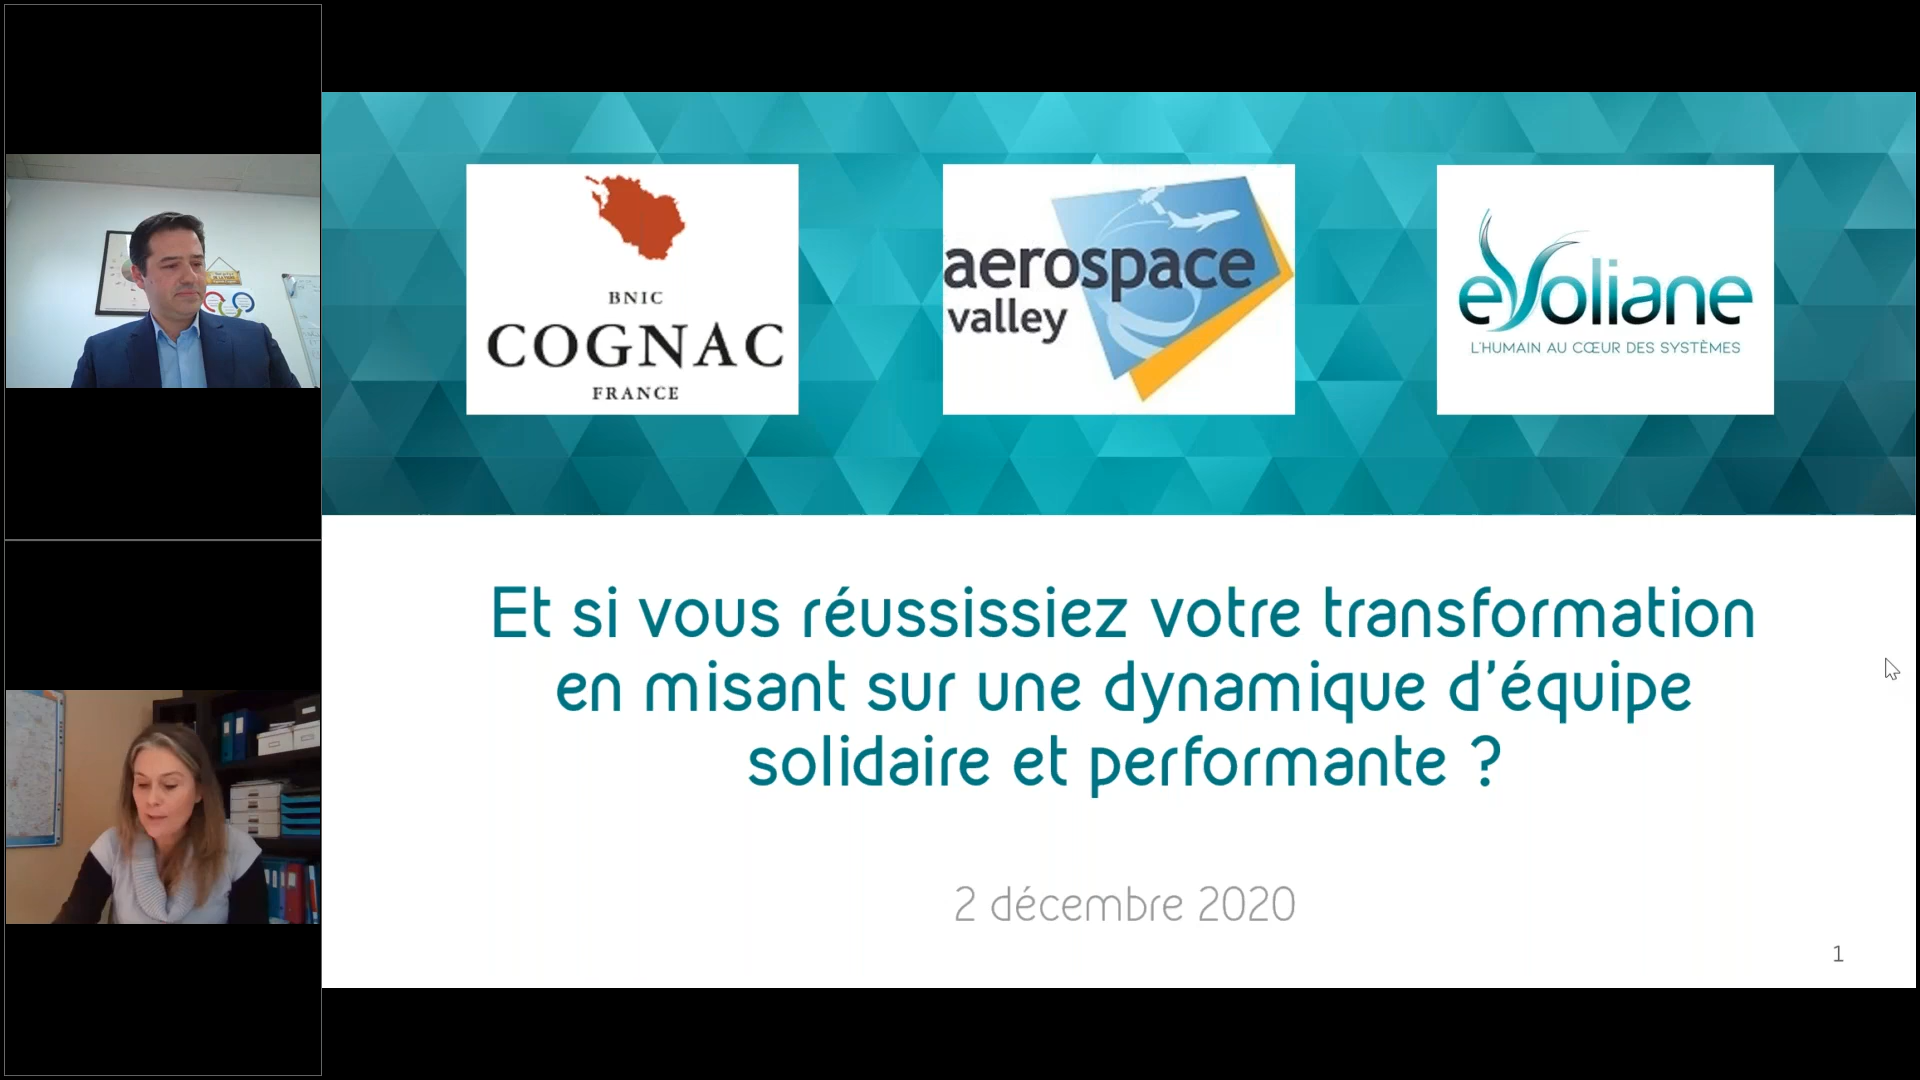 BNIC
COGNAC
FRANCE
aerospace
valley
eVoliane
L'HUMAIN AU CŒUR DES SYSTÈMES
Et si vous réussissiez votre transformation
en misant sur une dynamique d'équipe
solidaire et performante ?
2 décembre 2020
1